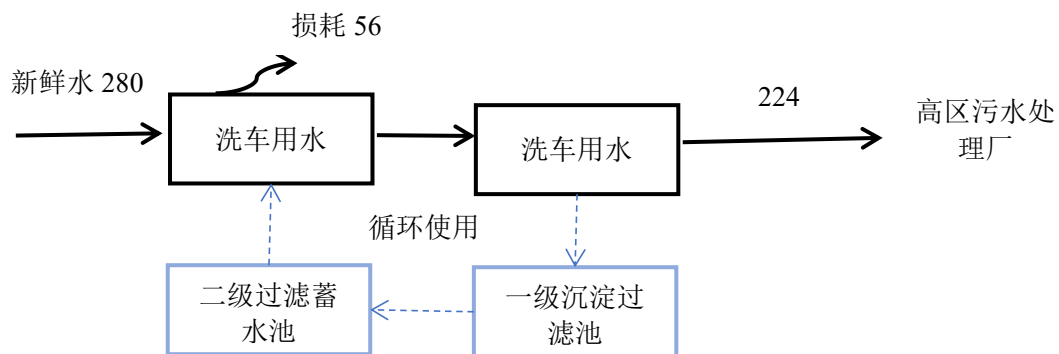 损耗 56
新鲜水 280
洗车用水
洗车用水
224
高区污水处
理厂
循环使用
二级过滤蓄
水池
一级沉淀过
滤池